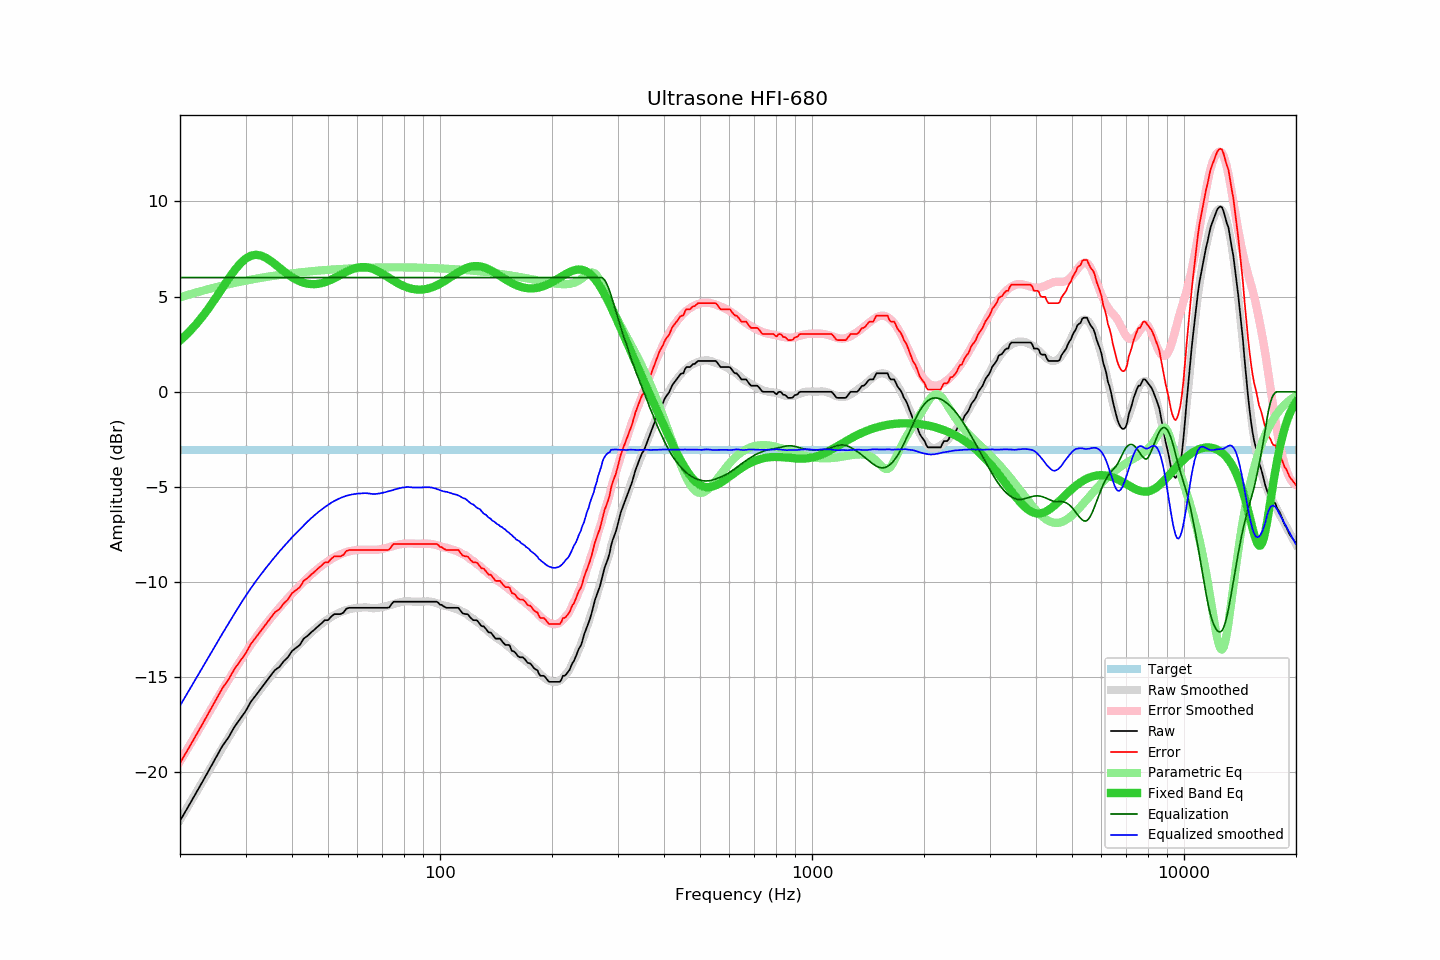 Ultrasone HFI-680
Amplitude (dBr)
10
5
0
−5
−10
−15
−20
100
1000
10000
Frequency (Hz)
Target
Raw Smoothed
Error Smoothed
Raw
Error
Parametric Eq
Fixed Band Eq
Equalization
Equalized smoothed